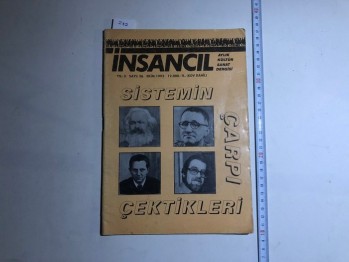 İNSANCIL
AYLIK
KÜLTÜR
SANAT
DERGİSİ
SİSTEMİN
ÇARPI
ÇEKTİKLERİ